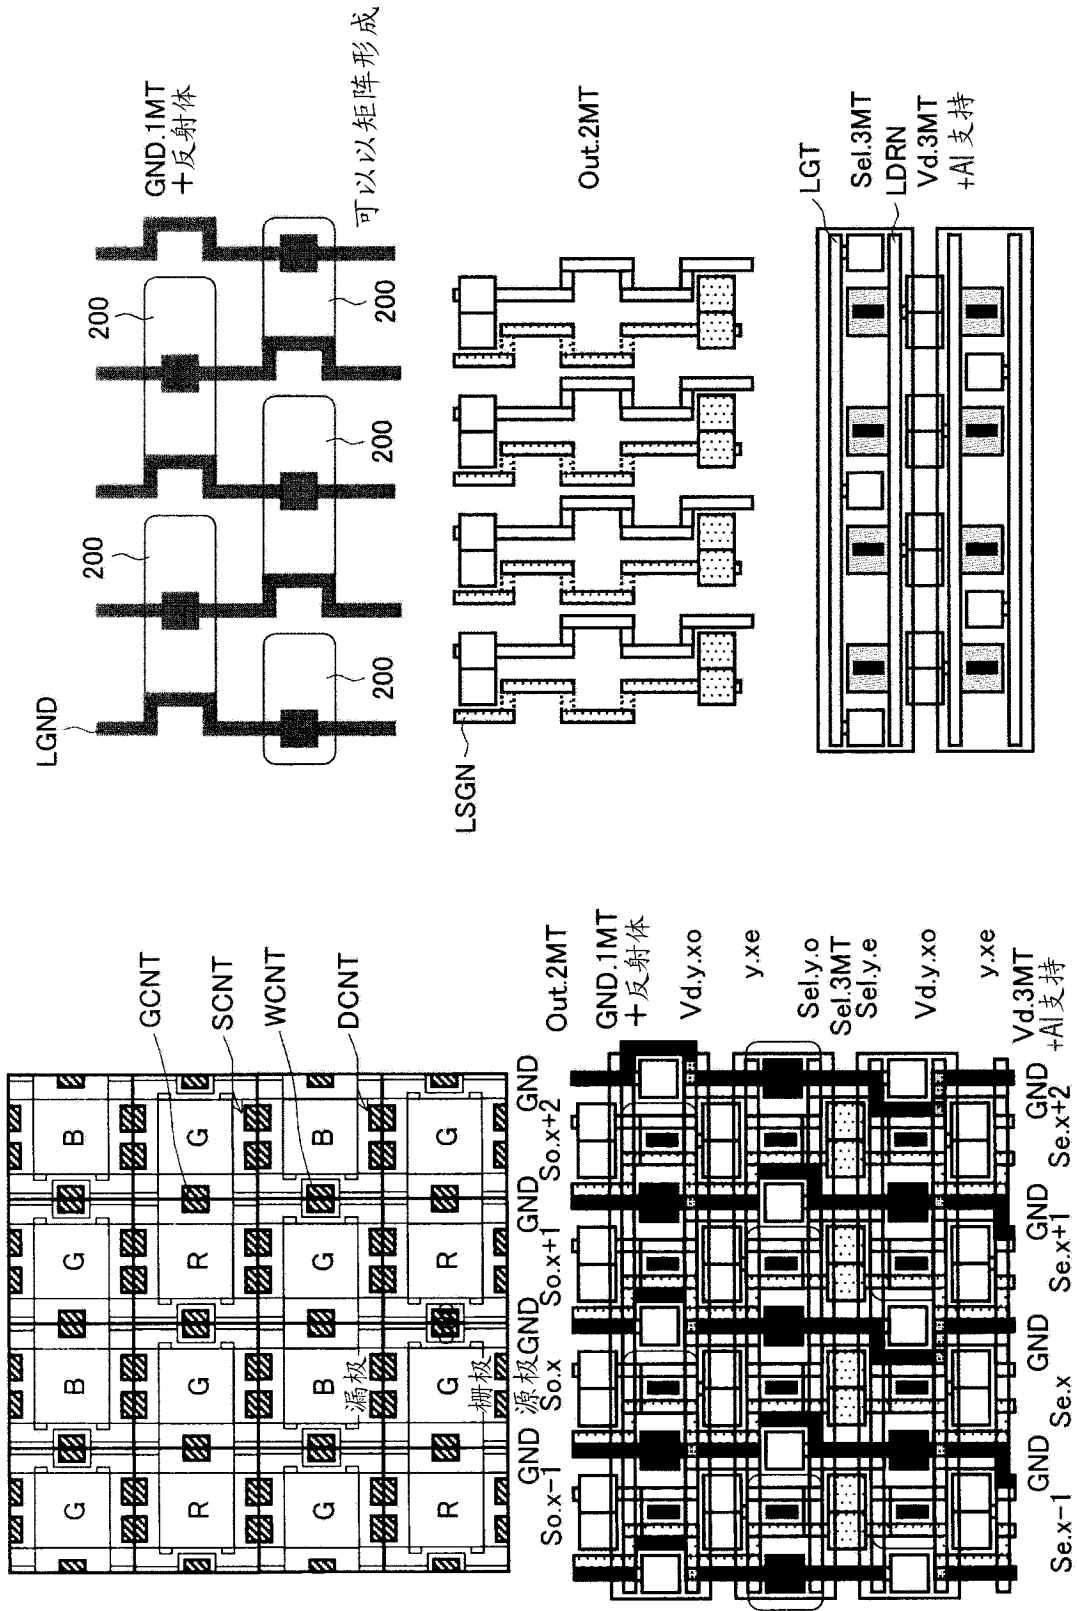 G B G B
GCNT
R G R G
SCNT
G B G B
WCNT
漏极
DCNT
R G R G
栅极
源极
GND GND GND GND
So.x-1 So.x So.x+1 So.x+2
Out.2MT
GND.1MT
+反射体
Vd.y.xo
y.xe
Sel.y.o
Sel.3MT
Sel.y.e
Vd.y.xo
y.xe
Vd.3MT
+Al支持
GND GND GND GND
Se.x-1 Se.x Se.x+1 Se.x+2
LGND
200 200
GND.1MT
+反射体
200 200 200
可以以矩阵形成
LSGN
Out.2MT
LGT
Sel.3MT
LDRN
Vd.3MT
+Al支持